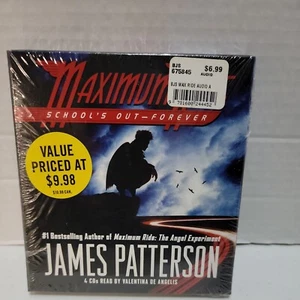 MAXIMUM
BJS
675845
$6.99
AUDIO
SCHOOL'S OUT-FOREVER
VALUE
PRICED AT
$9.98
#1 Bestselling Author of Maximum Ride: The Angel Experiment
JAMES PATTERSON
4 CDs READ BY VALENTINA DE ANGELIS